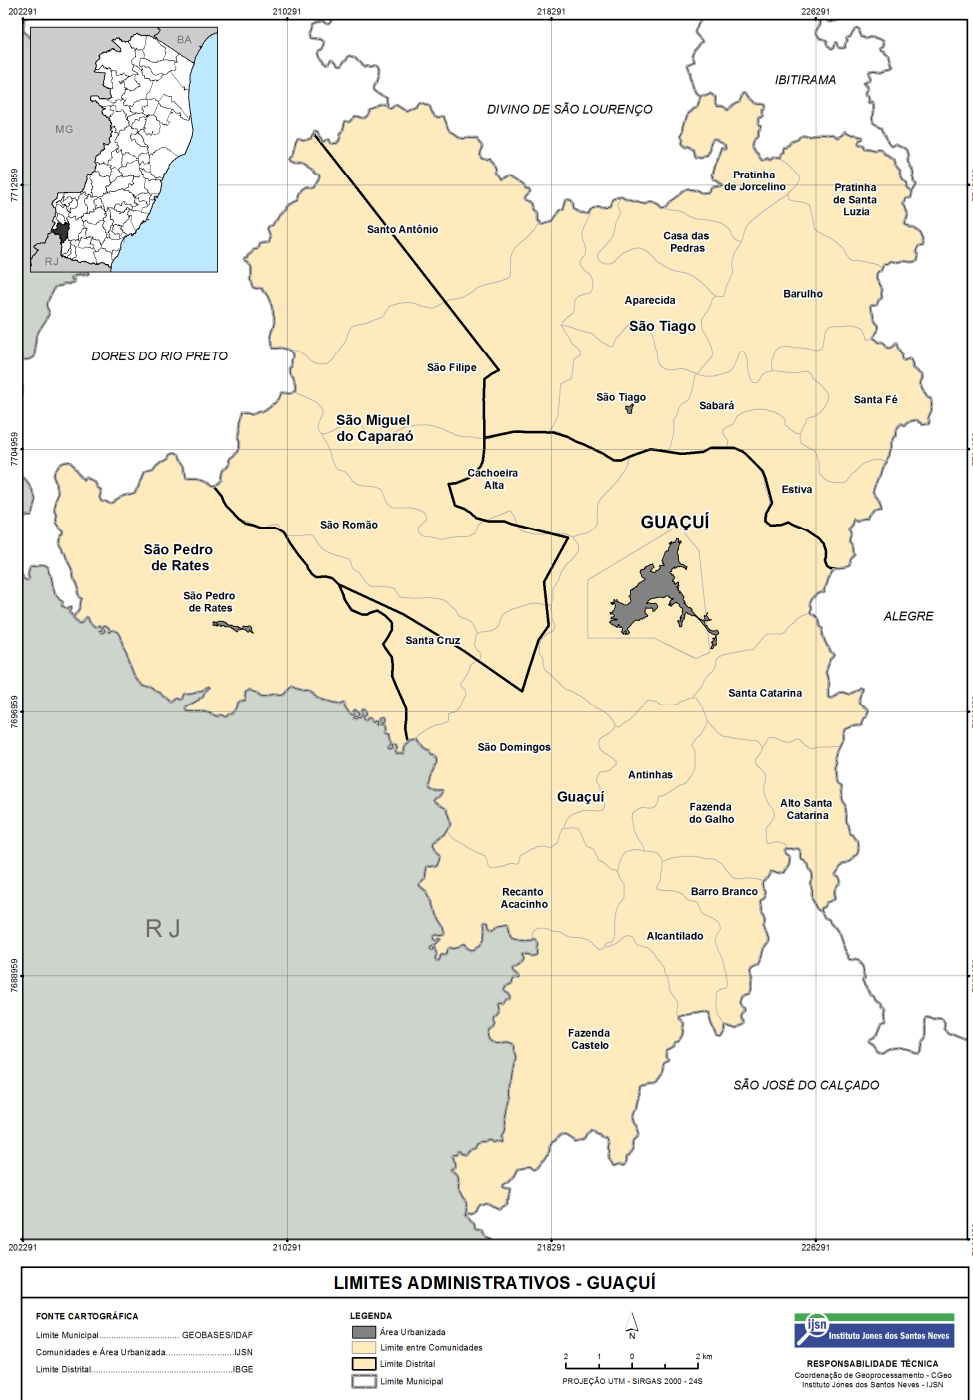 202291
210291
218291
226291
BA
MG
RJ
IBITIRAMA
DIVINO DE SÃO LOURENÇO
Pratinha
de Jorcelino
Pratinha
de Santa
Luzia
Santo Antônio
Casa das
Pedras
Aparecida
Barulho
São Tiago
DORES DO RIO PRETO
São Filipe
São Tiago
Sabará
Santa Fé
São Miguel
do Caparaó
7704959
Cachoeira
Alta
Estiva
São Romão
GUAÇUÍ
São Pedro
de Rates
São Pedro
de Rates
Santa Cruz
ALEGRE
Santa Catarina
7696959
São Domingos
Antinhas
Guaçuí
Fazenda
do Galho
Alto Santa
Catarina
Recanto
Acacinho
Barro Branco
RJ
Alcantilado
7688959
Fazenda
Castelo
SÃO JOSÉ DO CALÇADO
202291
210291
218291
226291
LIMITES ADMINISTRATIVOS - GUAÇUÍ
FONTE CARTOGRÁFICA
Limite Municipal.............................. GEOBASES/IDAF
Comunidades e Área Urbanizada.........................IJSN
Limite Distrital.....................................................IBGE
LEGENDA
Área Urbanizada
Limite entre Comunidades
Limite Distrital
Limite Municipal
N
2 1 0 2 km
PROJEÇÃO UTM - SIRGAS 2000 - 24S
ijsn Instituto Jones dos Santos Neves
RESPONSABILIDADE TÉCNICA
Coordenação de Geoprocessamento - CGeo
Instituto Jones dos Santos Neves - IJSN